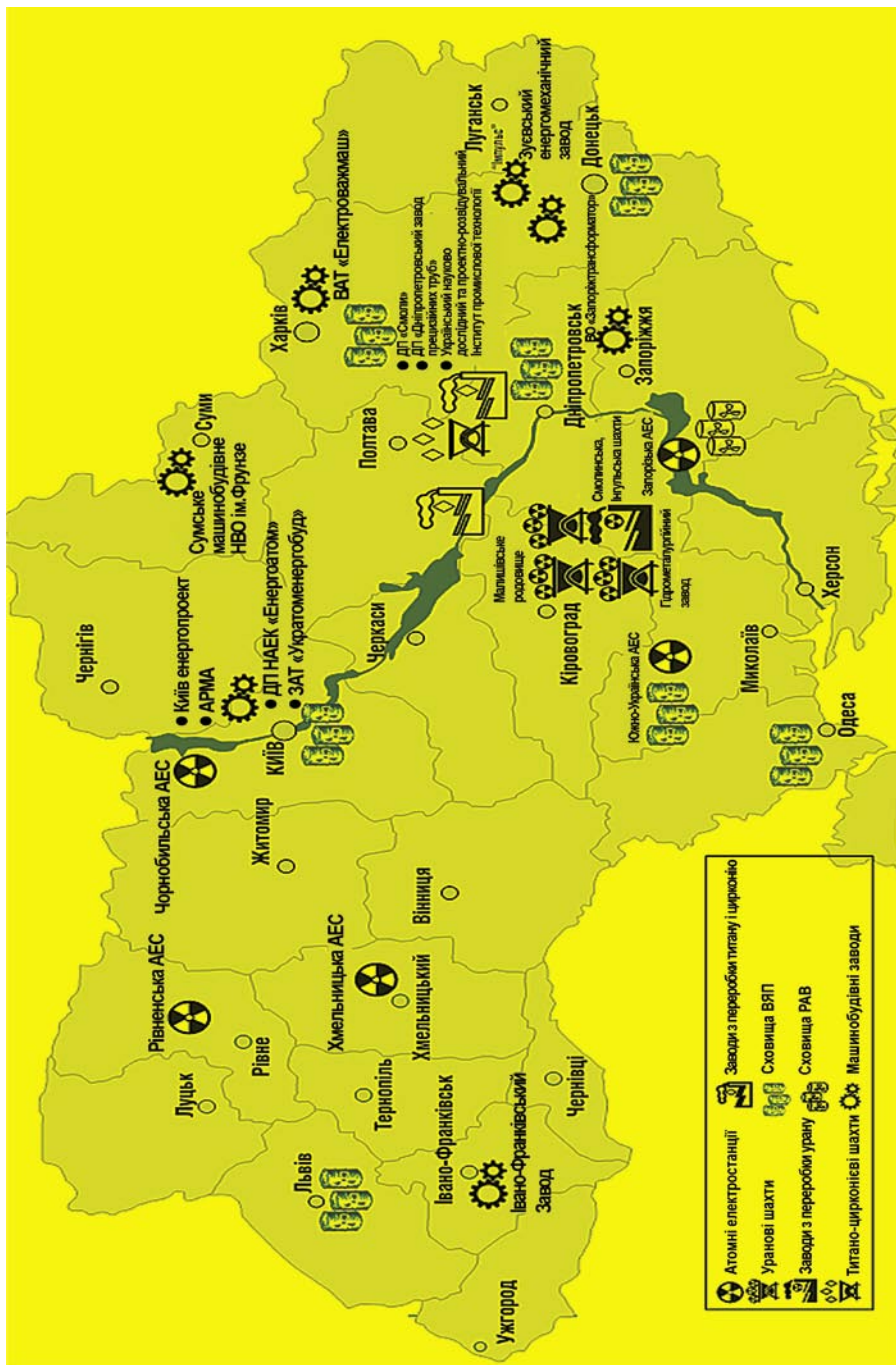 Чернігів
Київ енергопроект
АРМА
Суми
Сумське
машинобудівне
НВО ім.Фрунзе
Чорнобильська АЕС
Рівненська АЕС
Луцьк
Рівне
КИЇВ
ДП НАЕК «Енергоатом»
ЗАТ «Укратоменергобуд»
Харків
ВАТ «Електроважмаш»
Житомир
Львів
Хмельницька АЕС
Тернопіль
Хмельницький
Полтава
ДП «Смоли»
ДП «Дніпропетровський завод
прецизійних труб»
Український науково
дослідний та проектно-розвідувальний
Інститут промислової технології
Черкаси
Луганськ
"Імпульс"
Зуєвський
енергомеханічний
завод
Івано-Франківськ
Вінниця
Івано-Франківський
Завод
Чернівці
Ужгород
Малишівське
родовище
Кіровоград
Смолинська,
Інгульська шахти
Гідрометалургійний
завод
Дніпропетровськ
ВО «Запоріжтрансформатор»
Донецьк
Запоріжжя
Запорізька АЕС
Южно-Українська АЕС
Миколаїв
Херсон
Одеса
Атомні електростанції
Уранові шахти
Заводи з переробки урану
Титано-цирконієві шахти
Заводи з переробки титану і цирконію
Сховища ВЯП
Сховища РАВ
Машинобудівні заводи